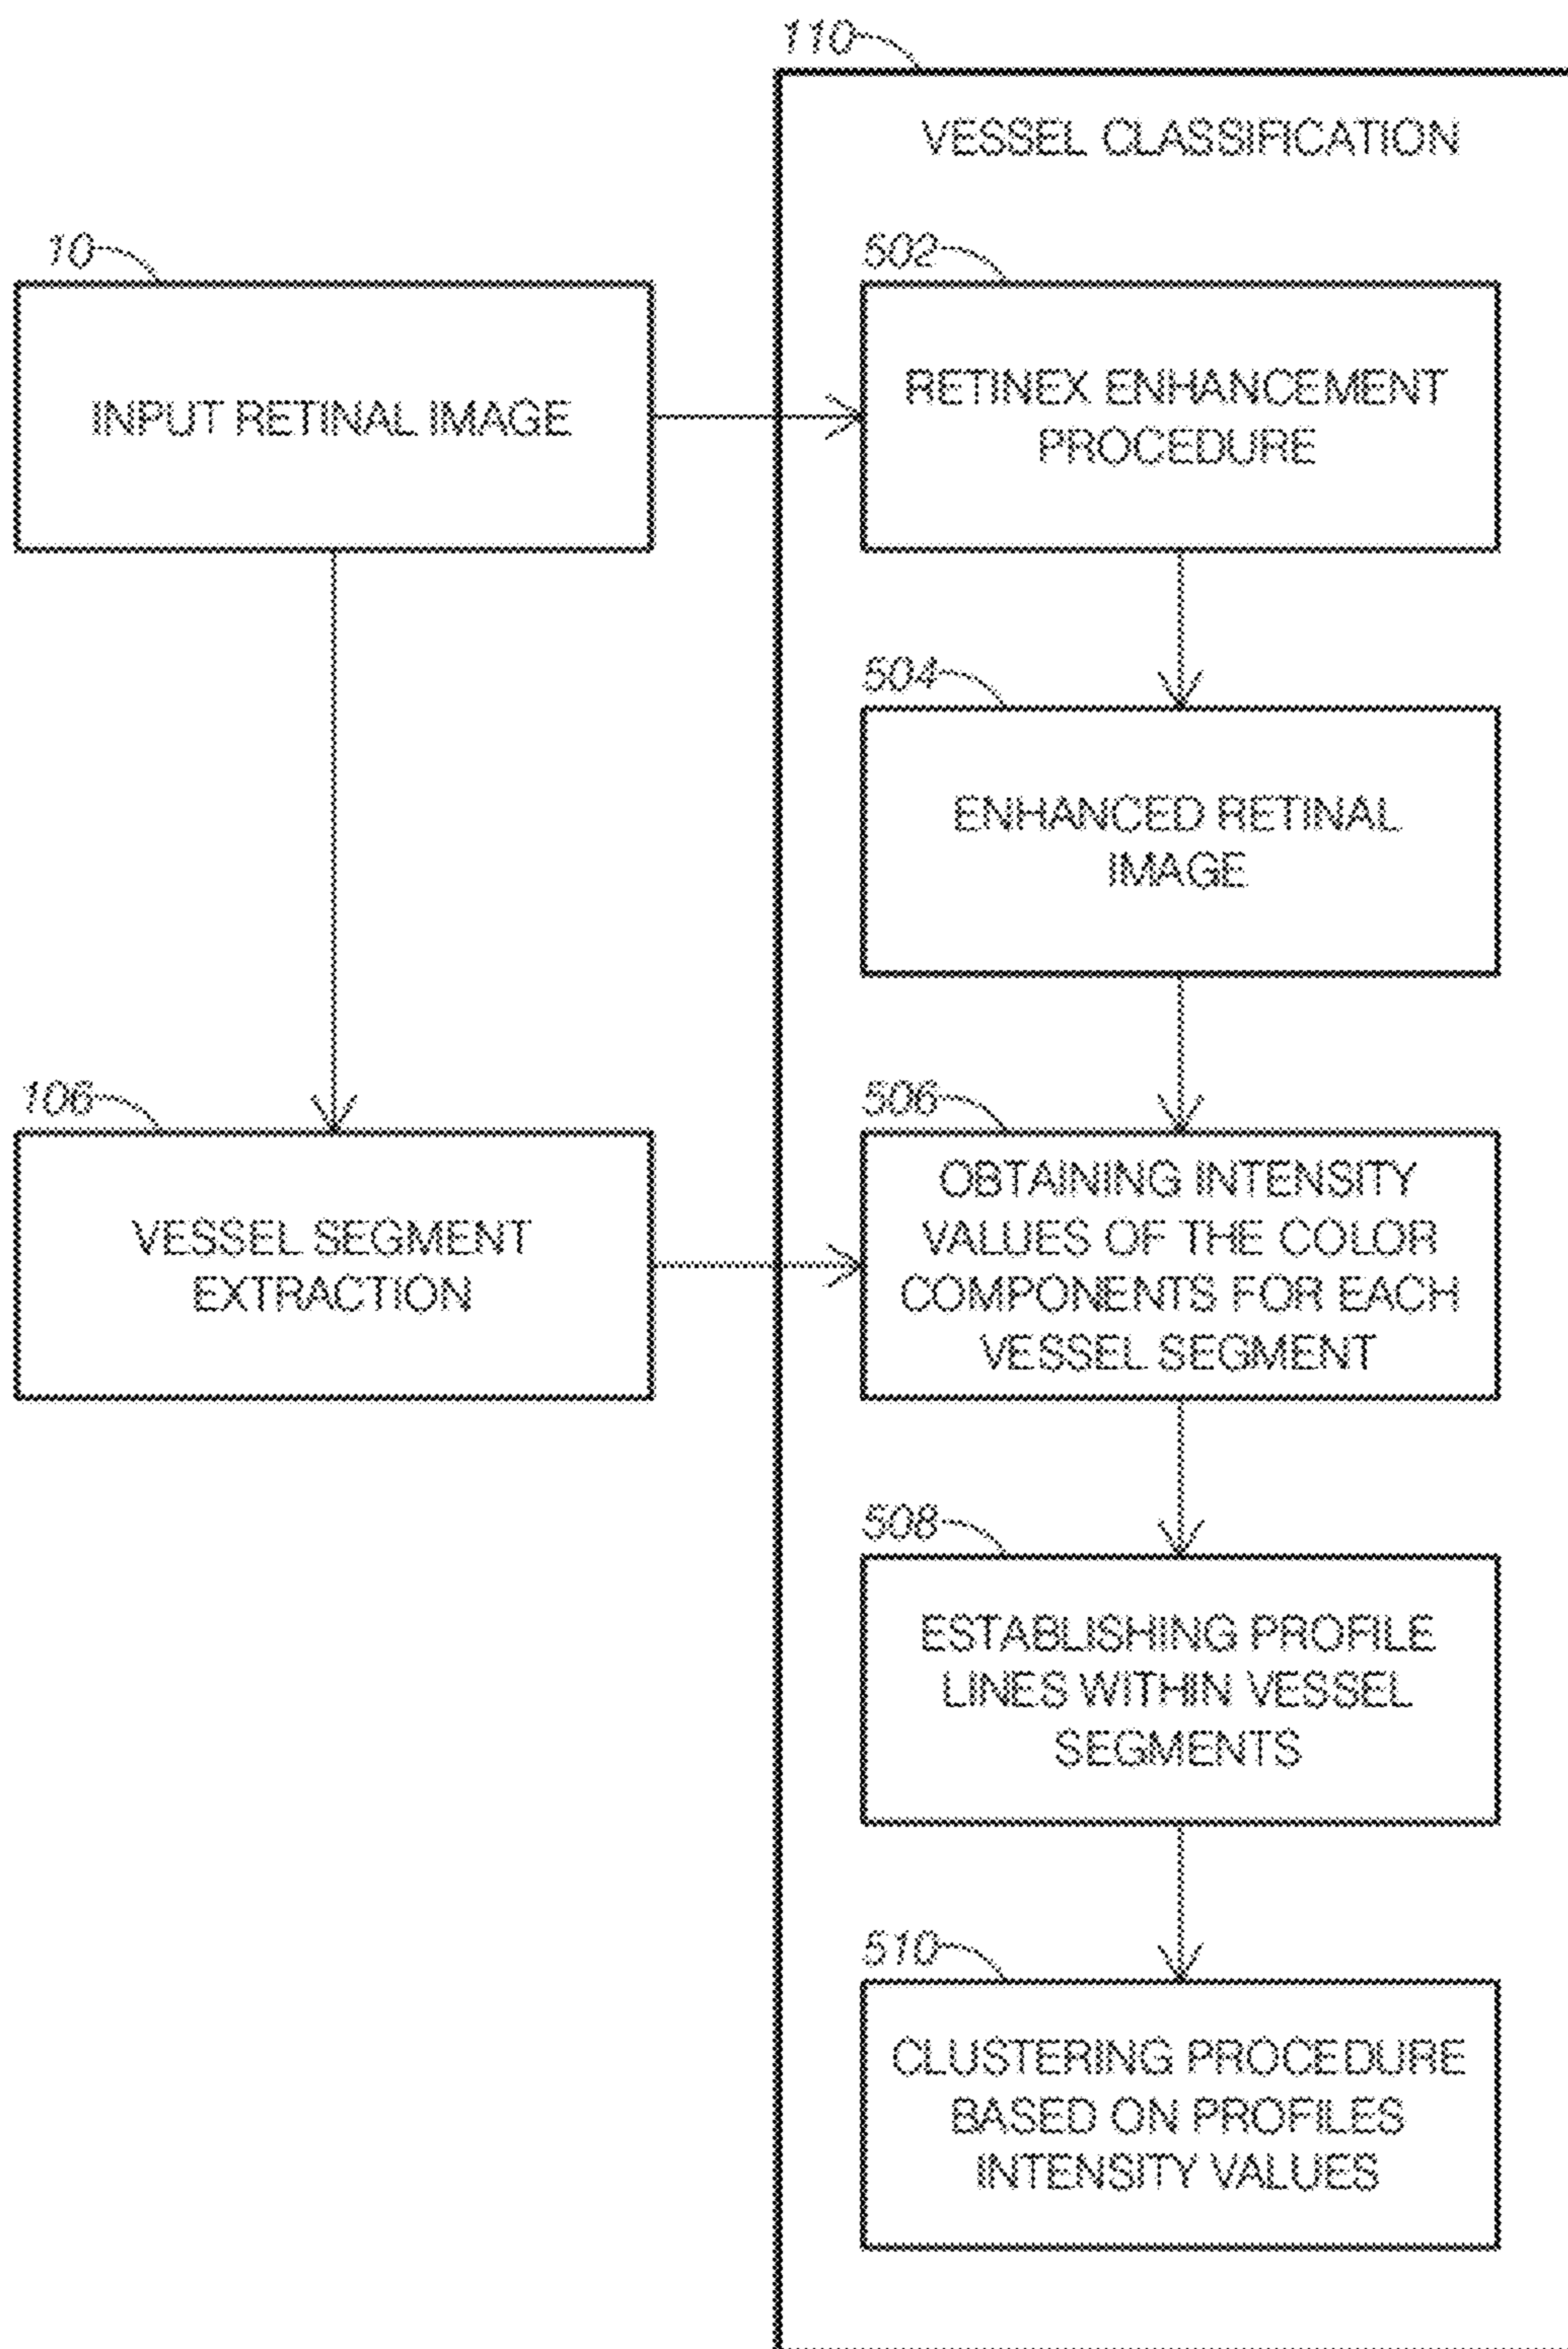 110
VESSEL CLASSIFICATION
10
INPUT RETINAL IMAGE
502
RETINEX ENHANCEMENT
PROCEDURE
504
ENHANCED RETINAL
IMAGE
106
VESSEL SEGMENT
EXTRACTION
506
OBTAINING INTENSITY
VALUES OF THE COLOR
COMPONENTS FOR EACH
VESSEL SEGMENT
508
ESTABLISHING PROFILE
LINES WITHIN VESSEL
SEGMENTS
510
CLUSTERING PROCEDURE
BASED ON PROFILES
INTENSITY VALUES